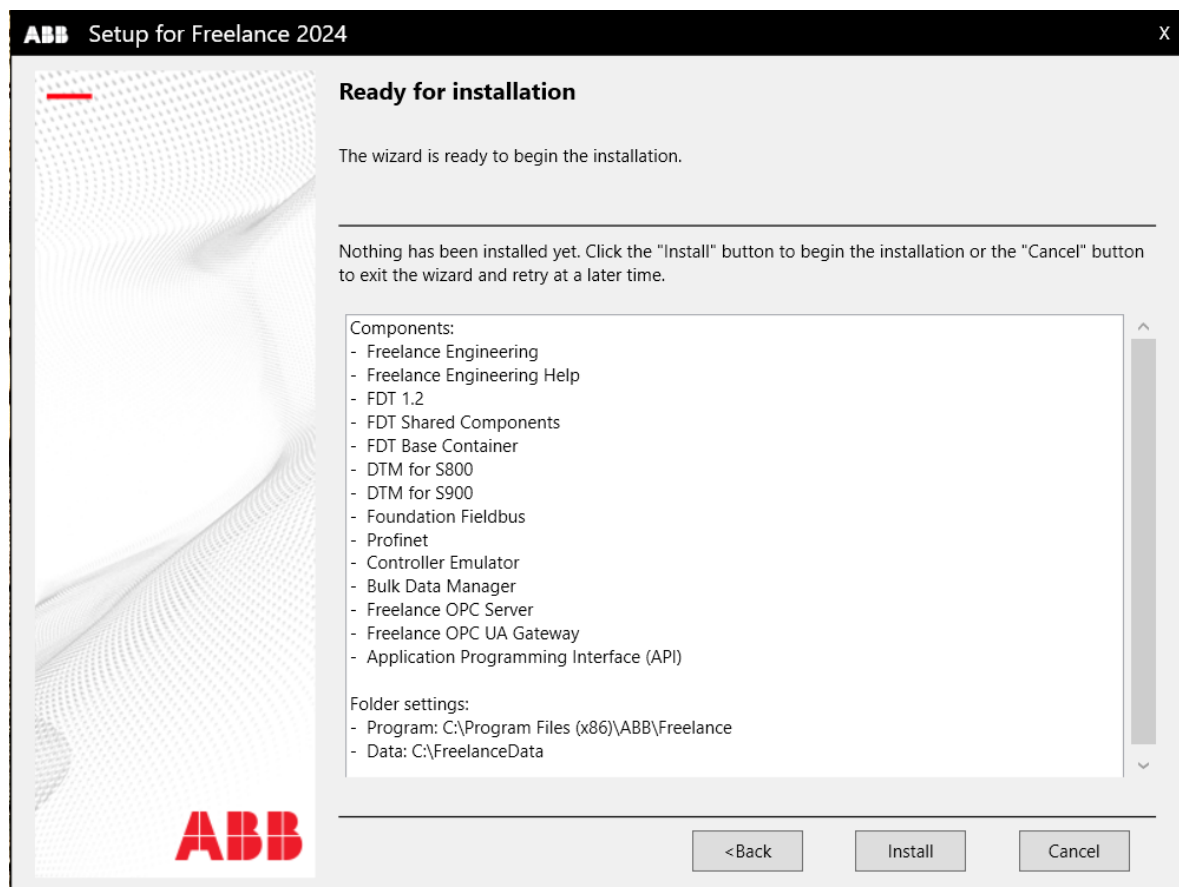 ABB Setup for Freelance 2024 X
Ready for installation
The wizard is ready to begin the installation.
Nothing has been installed yet. Click the "Install" button to begin the installation or the "Cancel" button
to exit the wizard and retry at a later time.
Components:
- Freelance Engineering
- Freelance Engineering Help
- FDT 1.2
- FDT Shared Components
- FDT Base Container
- DTM for S800
- DTM for S900
- Foundation Fieldbus
- Profinet
- Controller Emulator
- Bulk Data Manager
- Freelance OPC Server
- Freelance OPC UA Gateway
- Application Programming Interface (API)
Folder settings:
- Program: C:\Program Files (x86)\ABB\Freelance
- Data: C:\FreelanceData
ABB
<Back Install Cancel